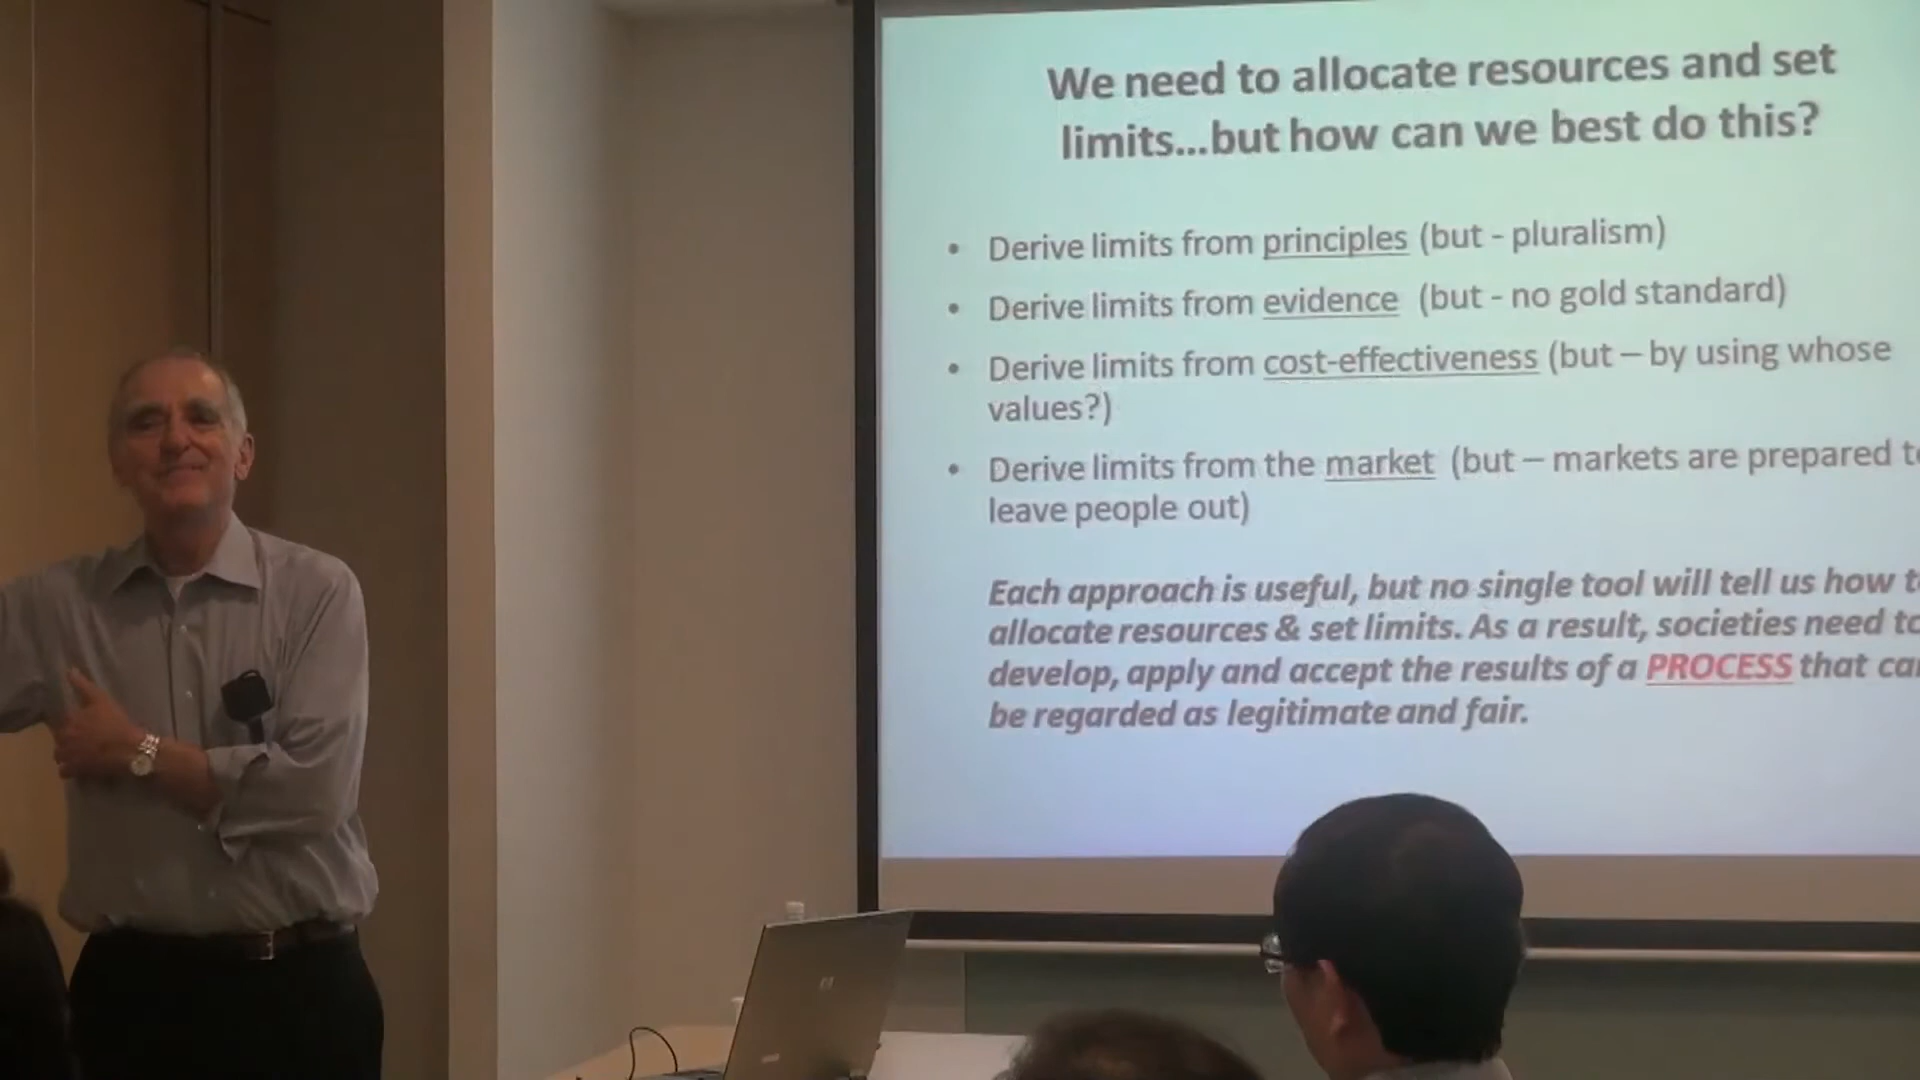 We need to allocate resources and set
limits...but how can we best do this?
• Derive limits from principles (but - pluralism)
• Derive limits from evidence (but - no gold standard)
• Derive limits from cost-effectiveness (but – by using whose
values?)
• Derive limits from the market (but – markets are prepared t
leave people out)
Each approach is useful, but no single tool will tell us how t
allocate resources & set limits. As a result, societies need to
develop, apply and accept the results of a PROCESS that ca
be regarded as legitimate and fair.
hp